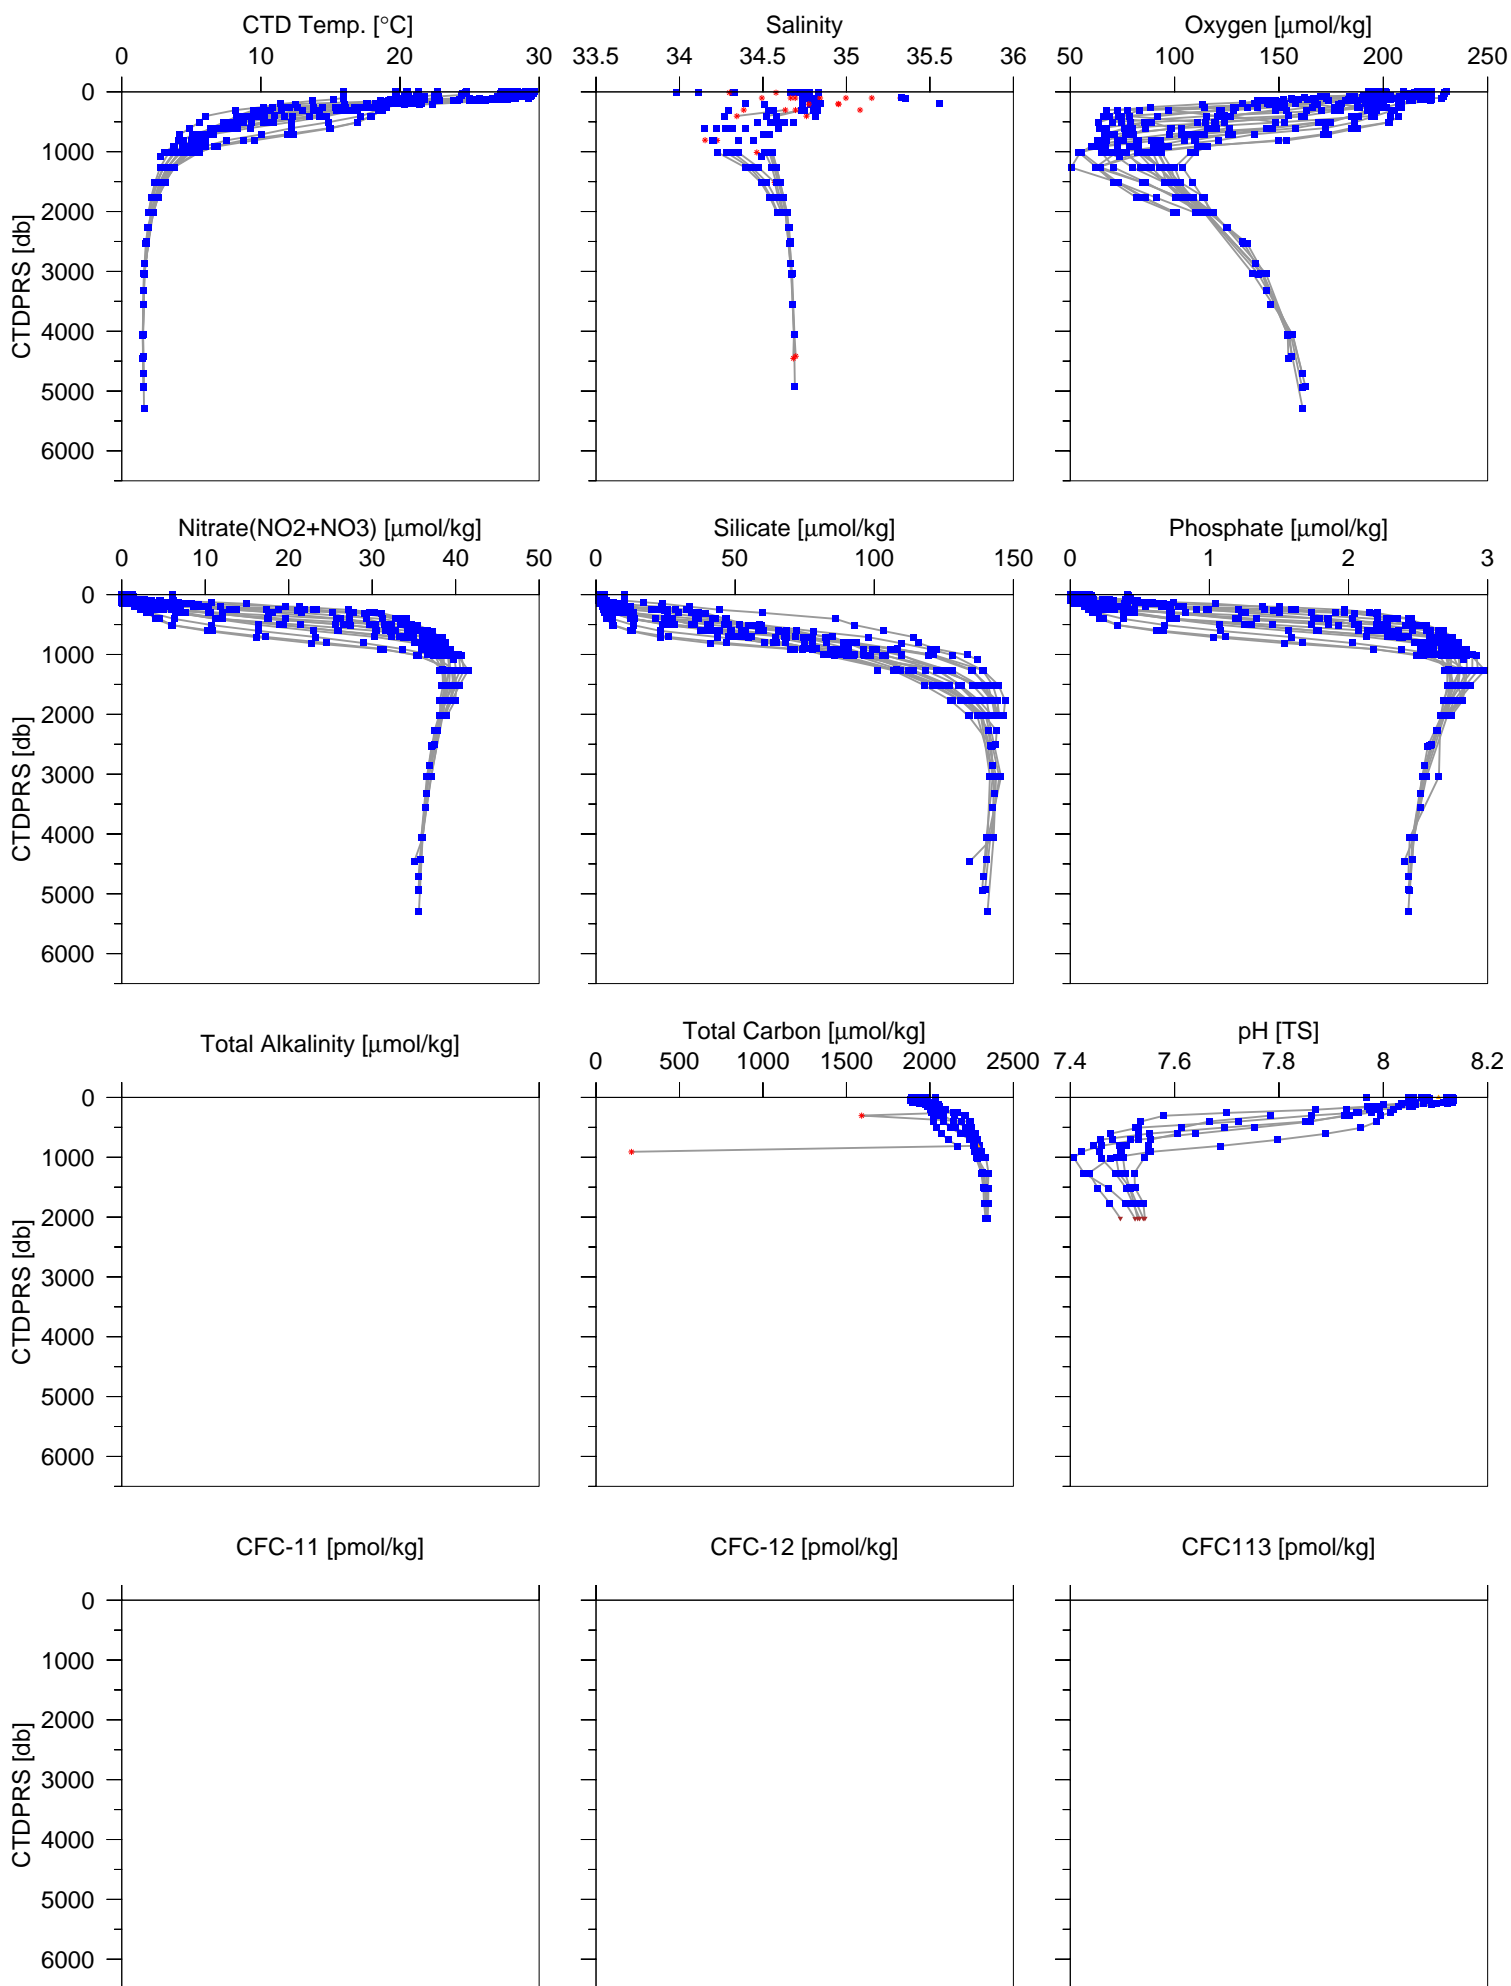 CTD Temp. [°C] Salinity Oxygen [μmol/kg]
0 10 20 30 33.5 34 34.5 35 35.5 36 50 100 150 200 250
0
1000
2000
3000
4000
5000
6000
CTDPRS [db]
Nitrate(NO2+NO3) [μmol/kg] Silicate [μmol/kg] Phosphate [μmol/kg]
0 10 20 30 40 50 0 50 100 150 0 1 2 3
0
1000
2000
3000
4000
5000
6000
CTDPRS [db]
Total Alkalinity [μmol/kg] Total Carbon [μmol/kg] pH [TS]
0 500 1000 1500 2000 2500 7.4 7.6 7.8 8 8.2
0
1000
2000
3000
4000
5000
6000
CTDPRS [db]
CFC-11 [pmol/kg] CFC-12 [pmol/kg] CFC113 [pmol/kg]
0
1000
2000
3000
4000
5000
6000
CTDPRS [db]